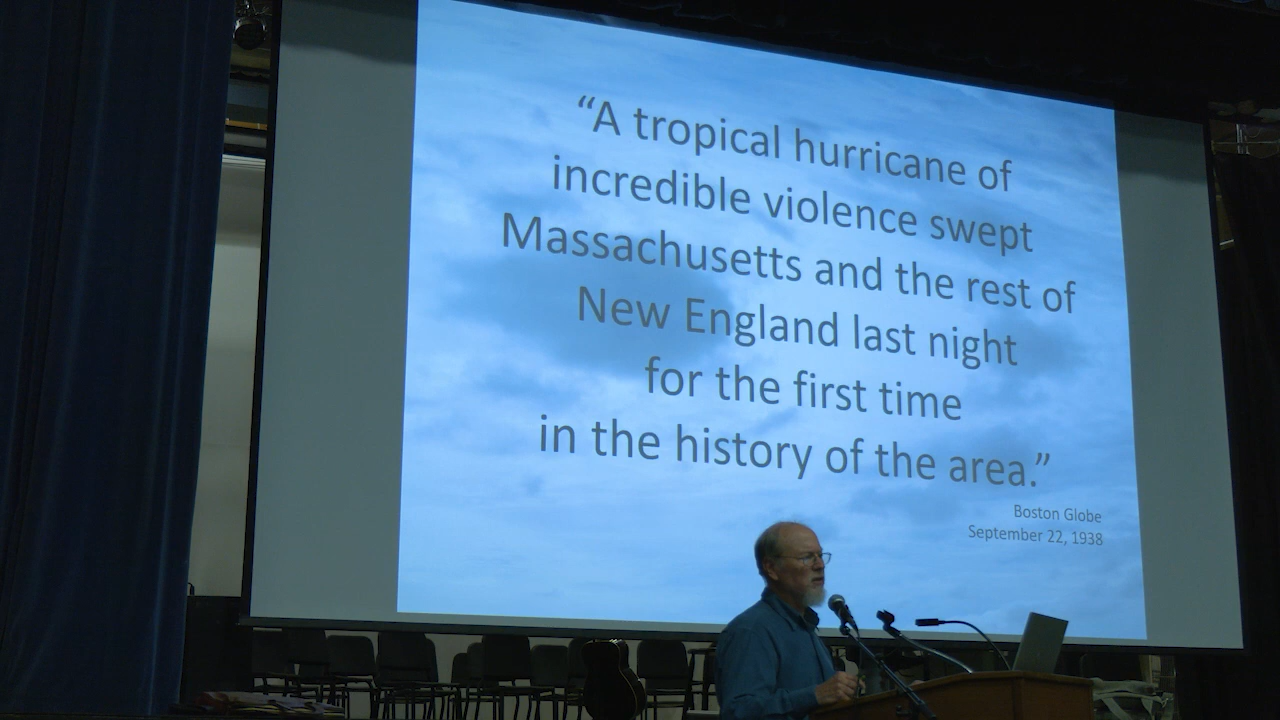 “A tropical hurricane of
incredible violence swept
Massachusetts and the rest of
New England last night
for the first time
in the history of the area.”
Boston Globe
September 22, 1938